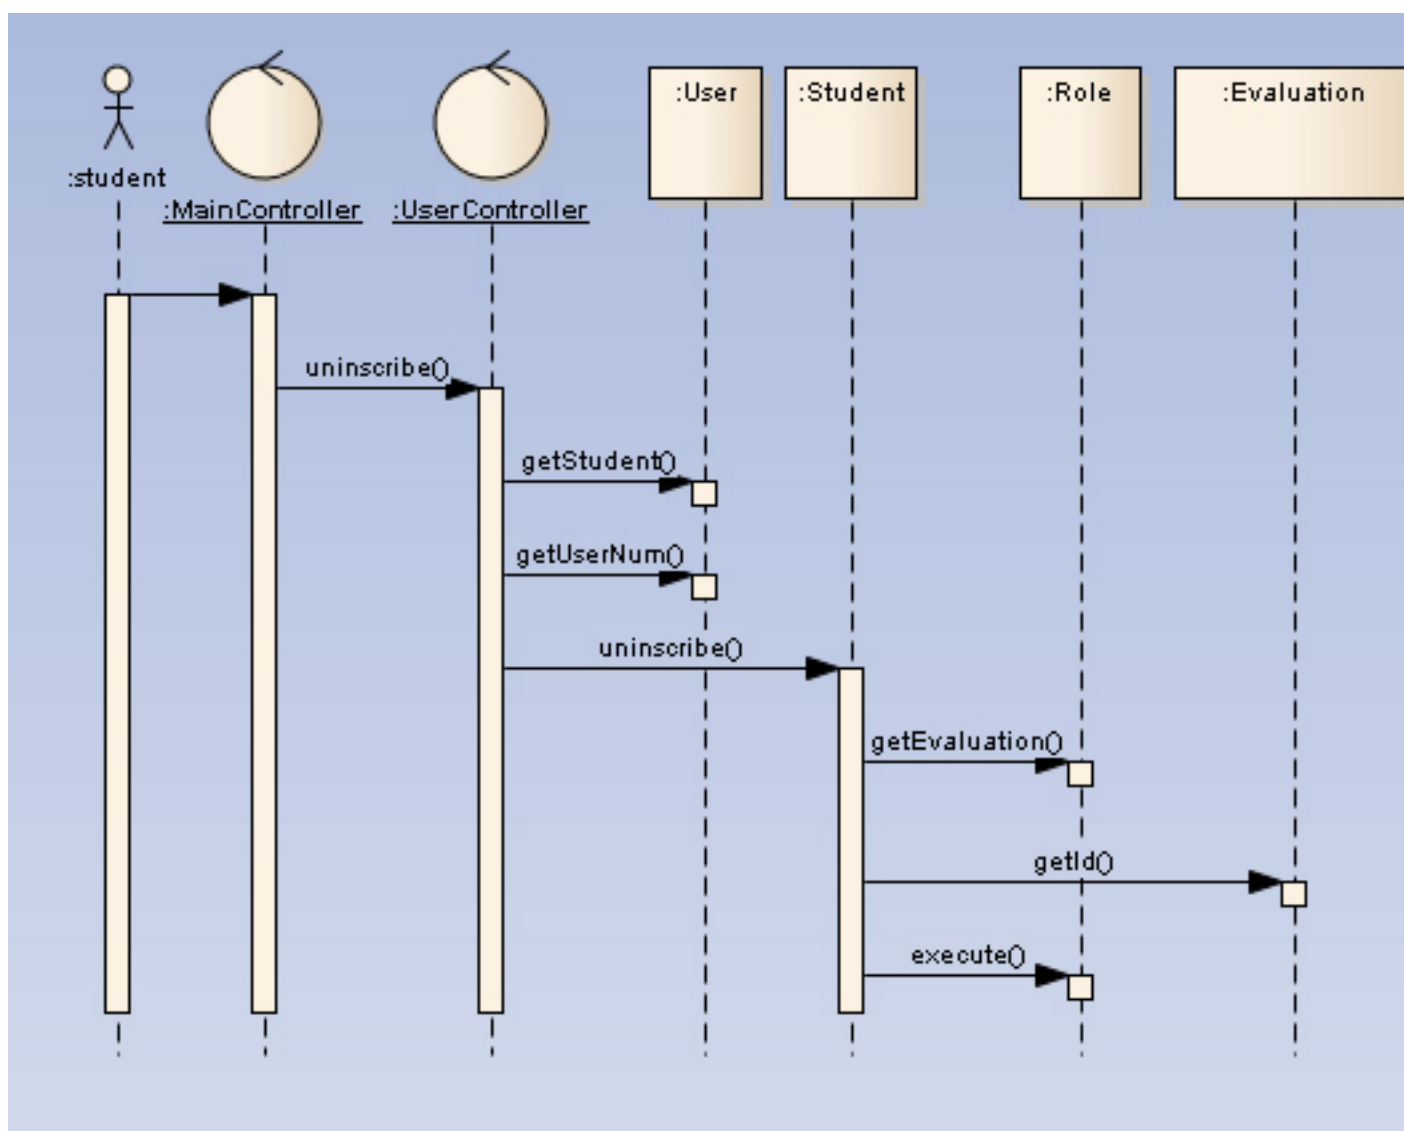 :User
:Student
:Role
:Evaluation
:student
:MainController
:UserController
uninscribe()
getStudent()
getUserNum()
uninscribe()
getEvaluation()
getId()
execute()